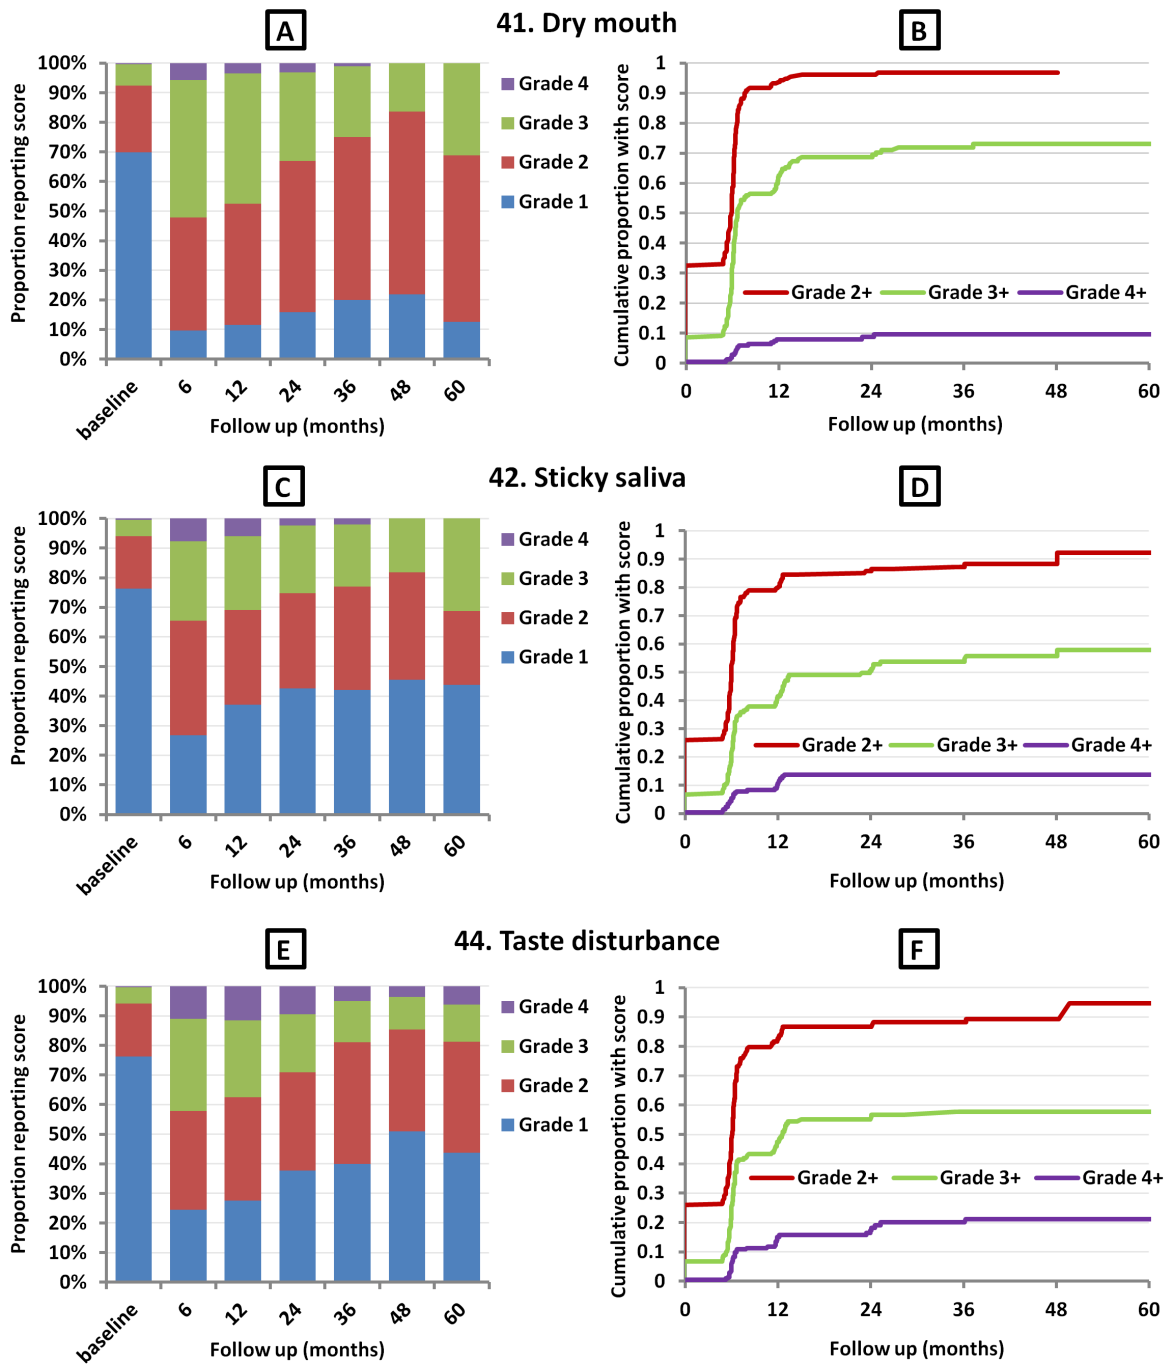 41. Dry mouth
A
B
Proportion reporting score
100%
90%
80%
70%
60%
50%
40%
30%
20%
10%
0%
baseline
6
12
24
36
48
60
Follow up (months)
Grade 4
Grade 3
Grade 2
Grade 1
Cumulative proportion with score
1
0.9
0.8
0.7
0.6
0.5
0.4
0.3
0.2
0.1
0
Grade 2+ Grade 3+ Grade 4+
0 12 24 36 48 60
Follow up (months)
42. Sticky saliva
C
D
Proportion reporting score
100%
90%
80%
70%
60%
50%
40%
30%
20%
10%
0%
baseline
6
12
24
36
48
60
Follow up (months)
Grade 4
Grade 3
Grade 2
Grade 1
Cumulative proportion with score
1
0.9
0.8
0.7
0.6
0.5
0.4
0.3
0.2
0.1
0
Grade 2+ Grade 3+ Grade 4+
0 12 24 36 48 60
Follow up (months)
44. Taste disturbance
E
F
Proportion reporting score
100%
90%
80%
70%
60%
50%
40%
30%
20%
10%
0%
baseline
6
12
24
36
48
60
Follow up (months)
Grade 4
Grade 3
Grade 2
Grade 1
Cumulative proportion with score
1
0.9
0.8
0.7
0.6
0.5
0.4
0.3
0.2
0.1
0
Grade 2+ Grade 3+ Grade 4+
0 12 24 36 48 60
Follow up (months)